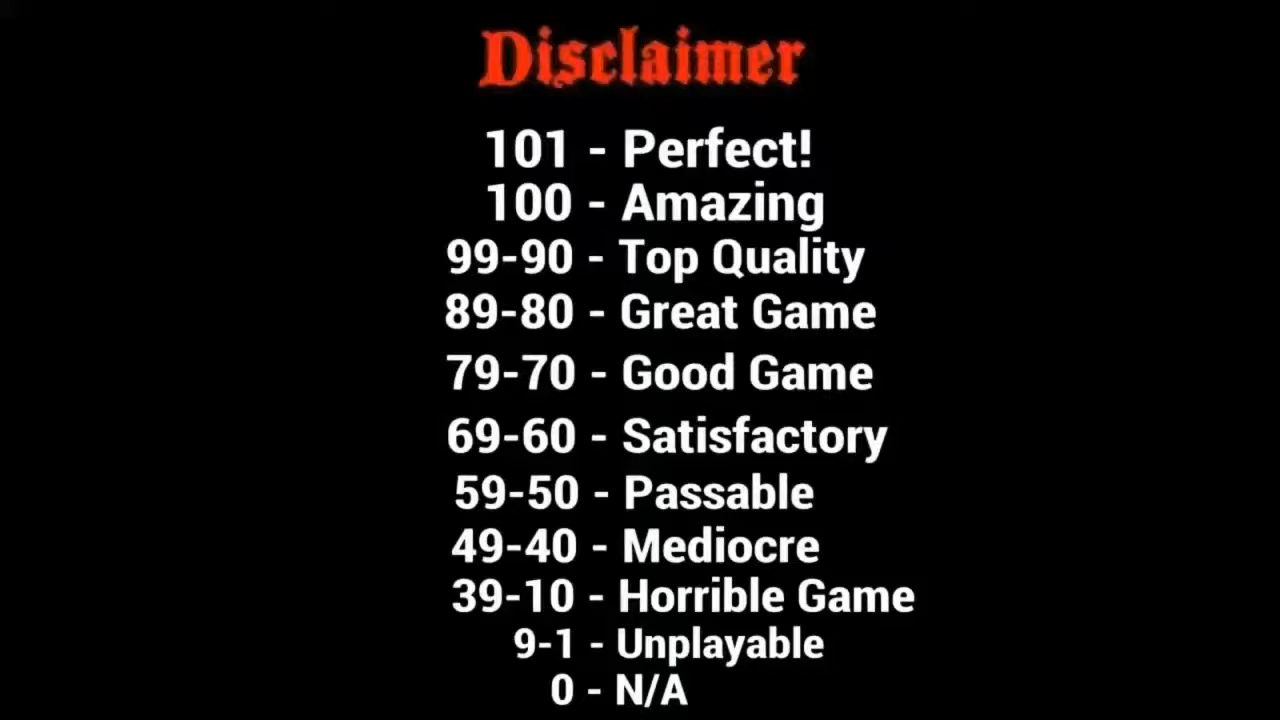 Disclaimer
101 - Perfect!
100 - Amazing
99-90 - Top Quality
89-80 - Great Game
79-70 - Good Game
69-60 - Satisfactory
59-50 - Passable
49-40 - Mediocre
39-10 - Horrible Game
9-1 - Unplayable
0 - N/A